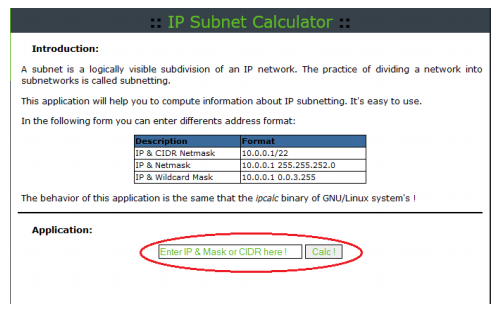 :: IP Subnet Calculator ::
Introduction:
A subnet is a logically visible subdivision of an IP network. The practice of dividing a network into
subnetworks is called subnetting.
This application will help you to compute information about IP subnetting. It's easy to use.
In the following form you can enter differents address format:
Description Format
IP & CIDR Netmask 10.0.0.1/22
IP & Netmask 10.0.0.1 255.255.252.0
IP & Wildcard Mask 10.0.0.1 0.0.3.255
The behavior of this application is the same that the ipcalc binary of GNU/Linux system's !
Application:
Enter IP & Mask or CIDR here ! Calc !